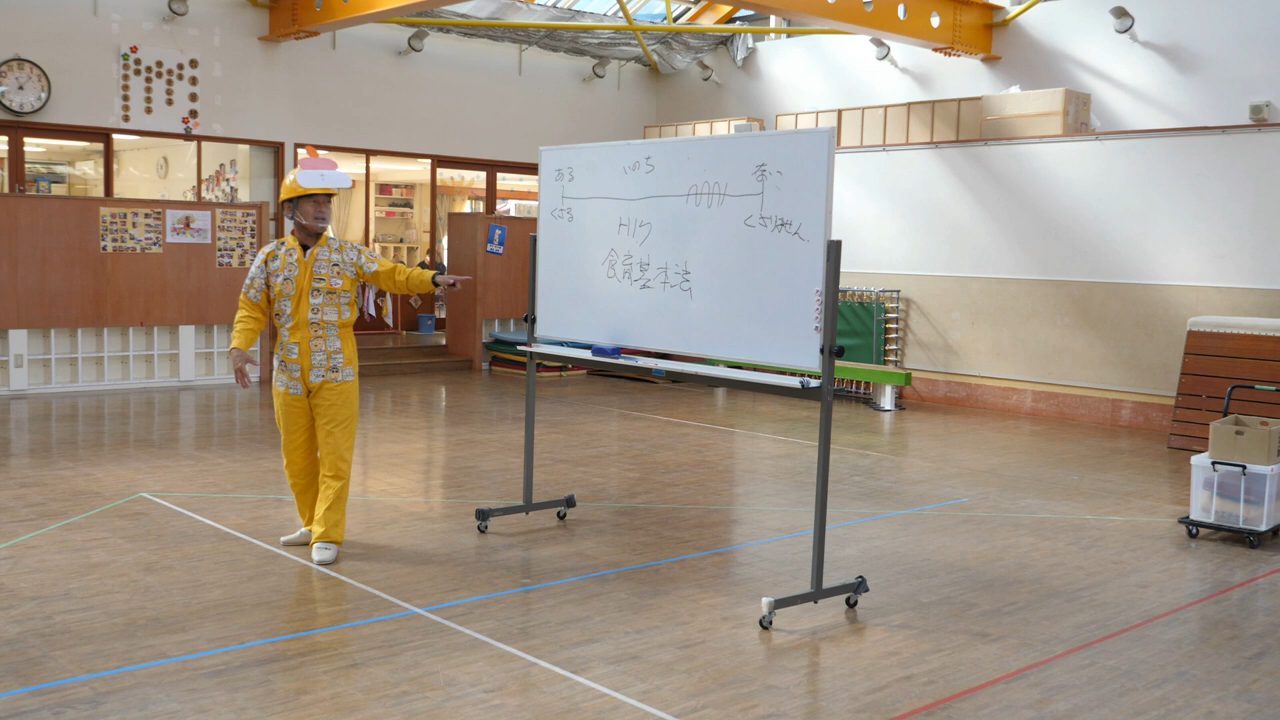 いのち
ある ない
くさる くさりません
H17
食育基本法